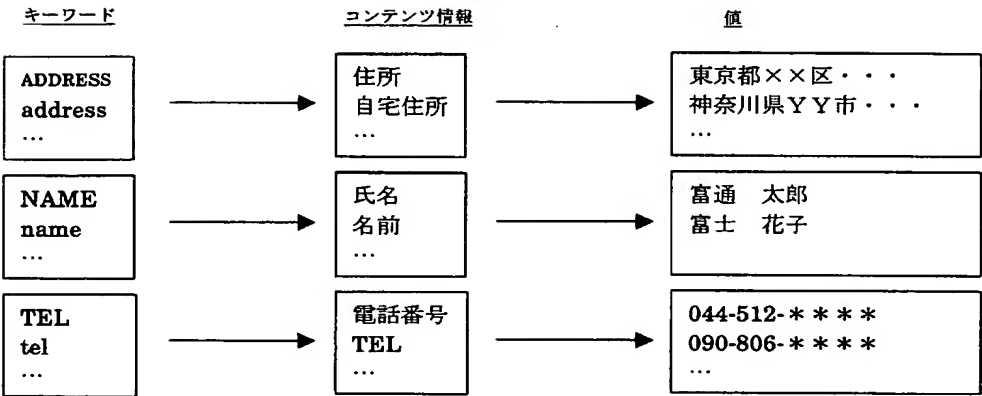 キーワード
コンテンツ情報
値
ADDRESS
address
…
住所
自宅住所
…
東京都××区・・・
神奈川県ＹＹ市・・・
…
NAME
name
…
氏名
名前
…
富通　太郎
富士　花子
TEL
tel
…
電話番号
TEL
…
044-512-＊＊＊＊
090-806-＊＊＊＊
…